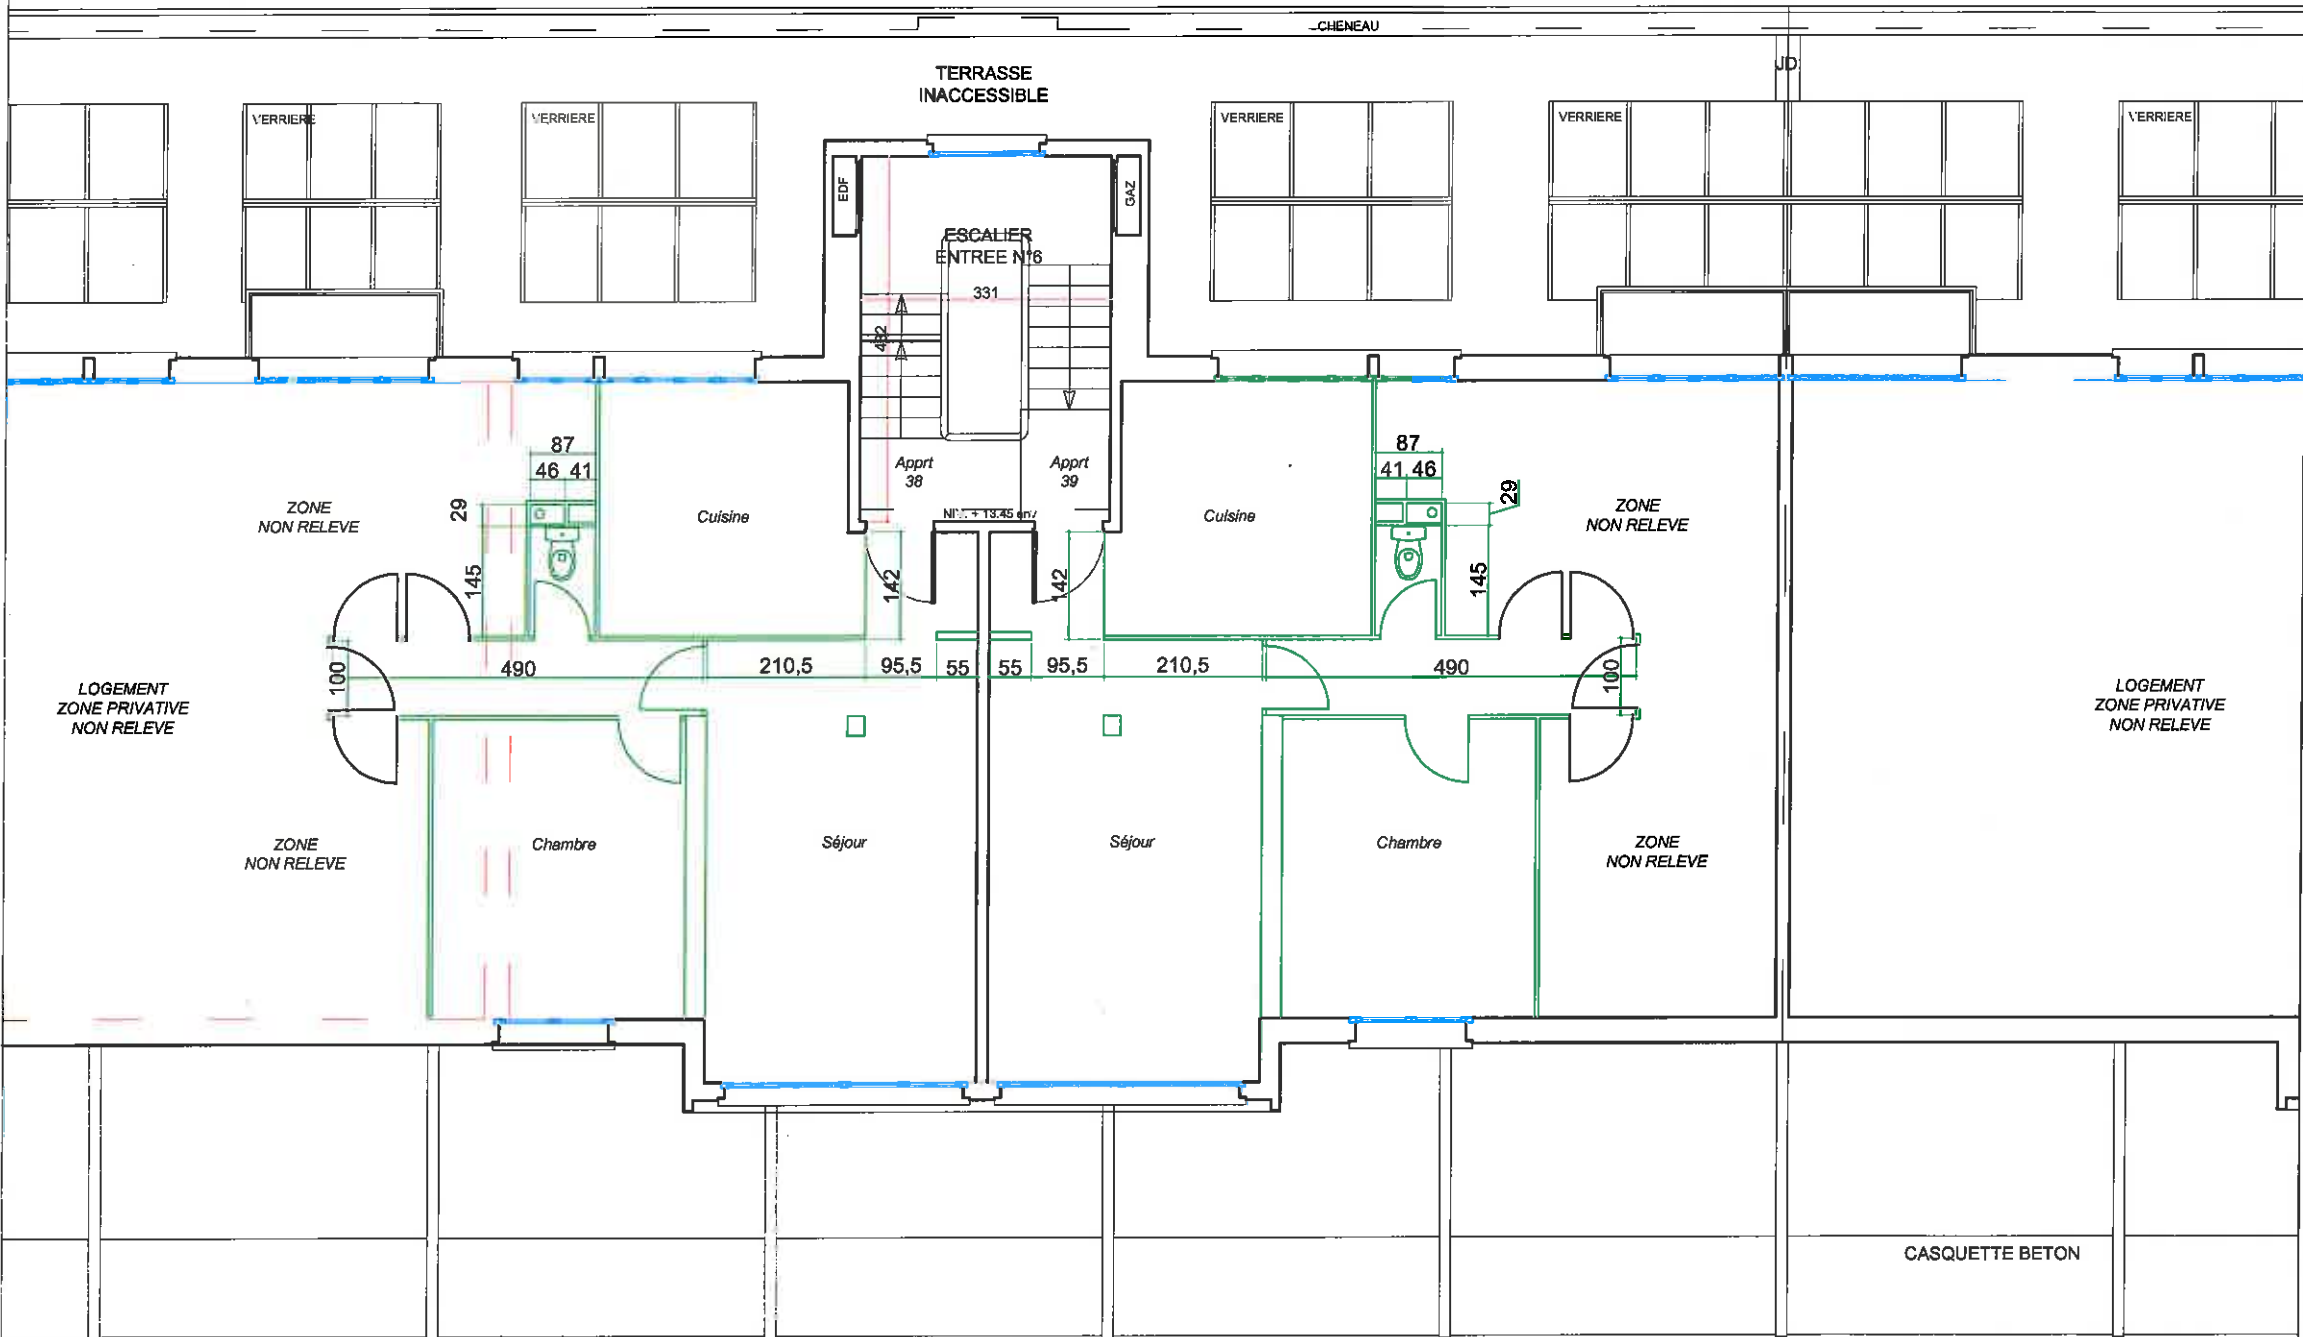 CHENEAU
TERRASSE
INACCESSIBLE
JD
VERRIERE
VERRIERE
VERRIERE
VERRIERE
VERRIERE
EDF
GAZ
ESCALIER
ENTREE N°6
331
432
87
46 41
29
145
Apprt
38
Apprt
39
87
41 46
29
145
ZONE
NON RELEVE
Cuisine
+ 13.45
Cuisine
ZONE
NON RELEVE
142
142
100
490
210,5
95,5
55
55
95,5
210,5
490
100
LOGEMENT
ZONE PRIVATIVE
NON RELEVE
LOGEMENT
ZONE PRIVATIVE
NON RELEVE
ZONE
NON RELEVE
Chambre
Séjour
Séjour
Chambre
ZONE
NON RELEVE
CASQUETTE BETON